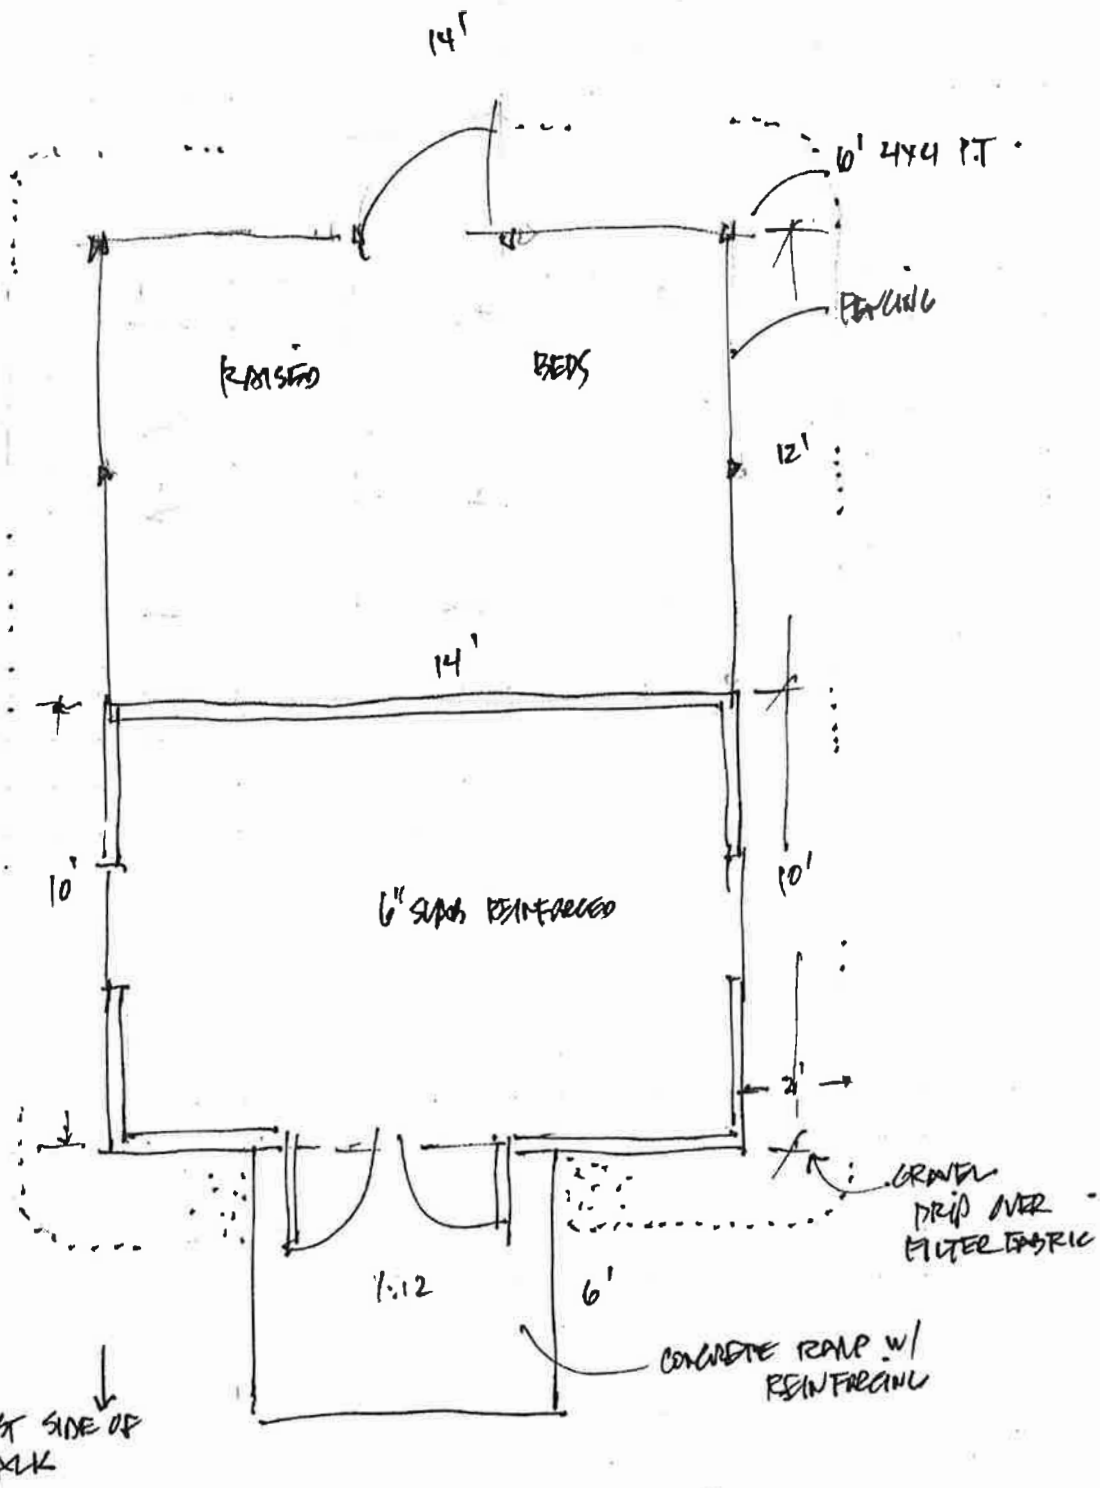 14'
6' 4x4 P.T.
FENCING
RAISED BEDS
12'
14'
10'
10'
6" SLAB REINFORCED
2'
GRAVEL
DRIP OVER
FILTER FABRIC
1:12
6'
CONCRETE RAMP W/
REINFORCING
SIDE OF